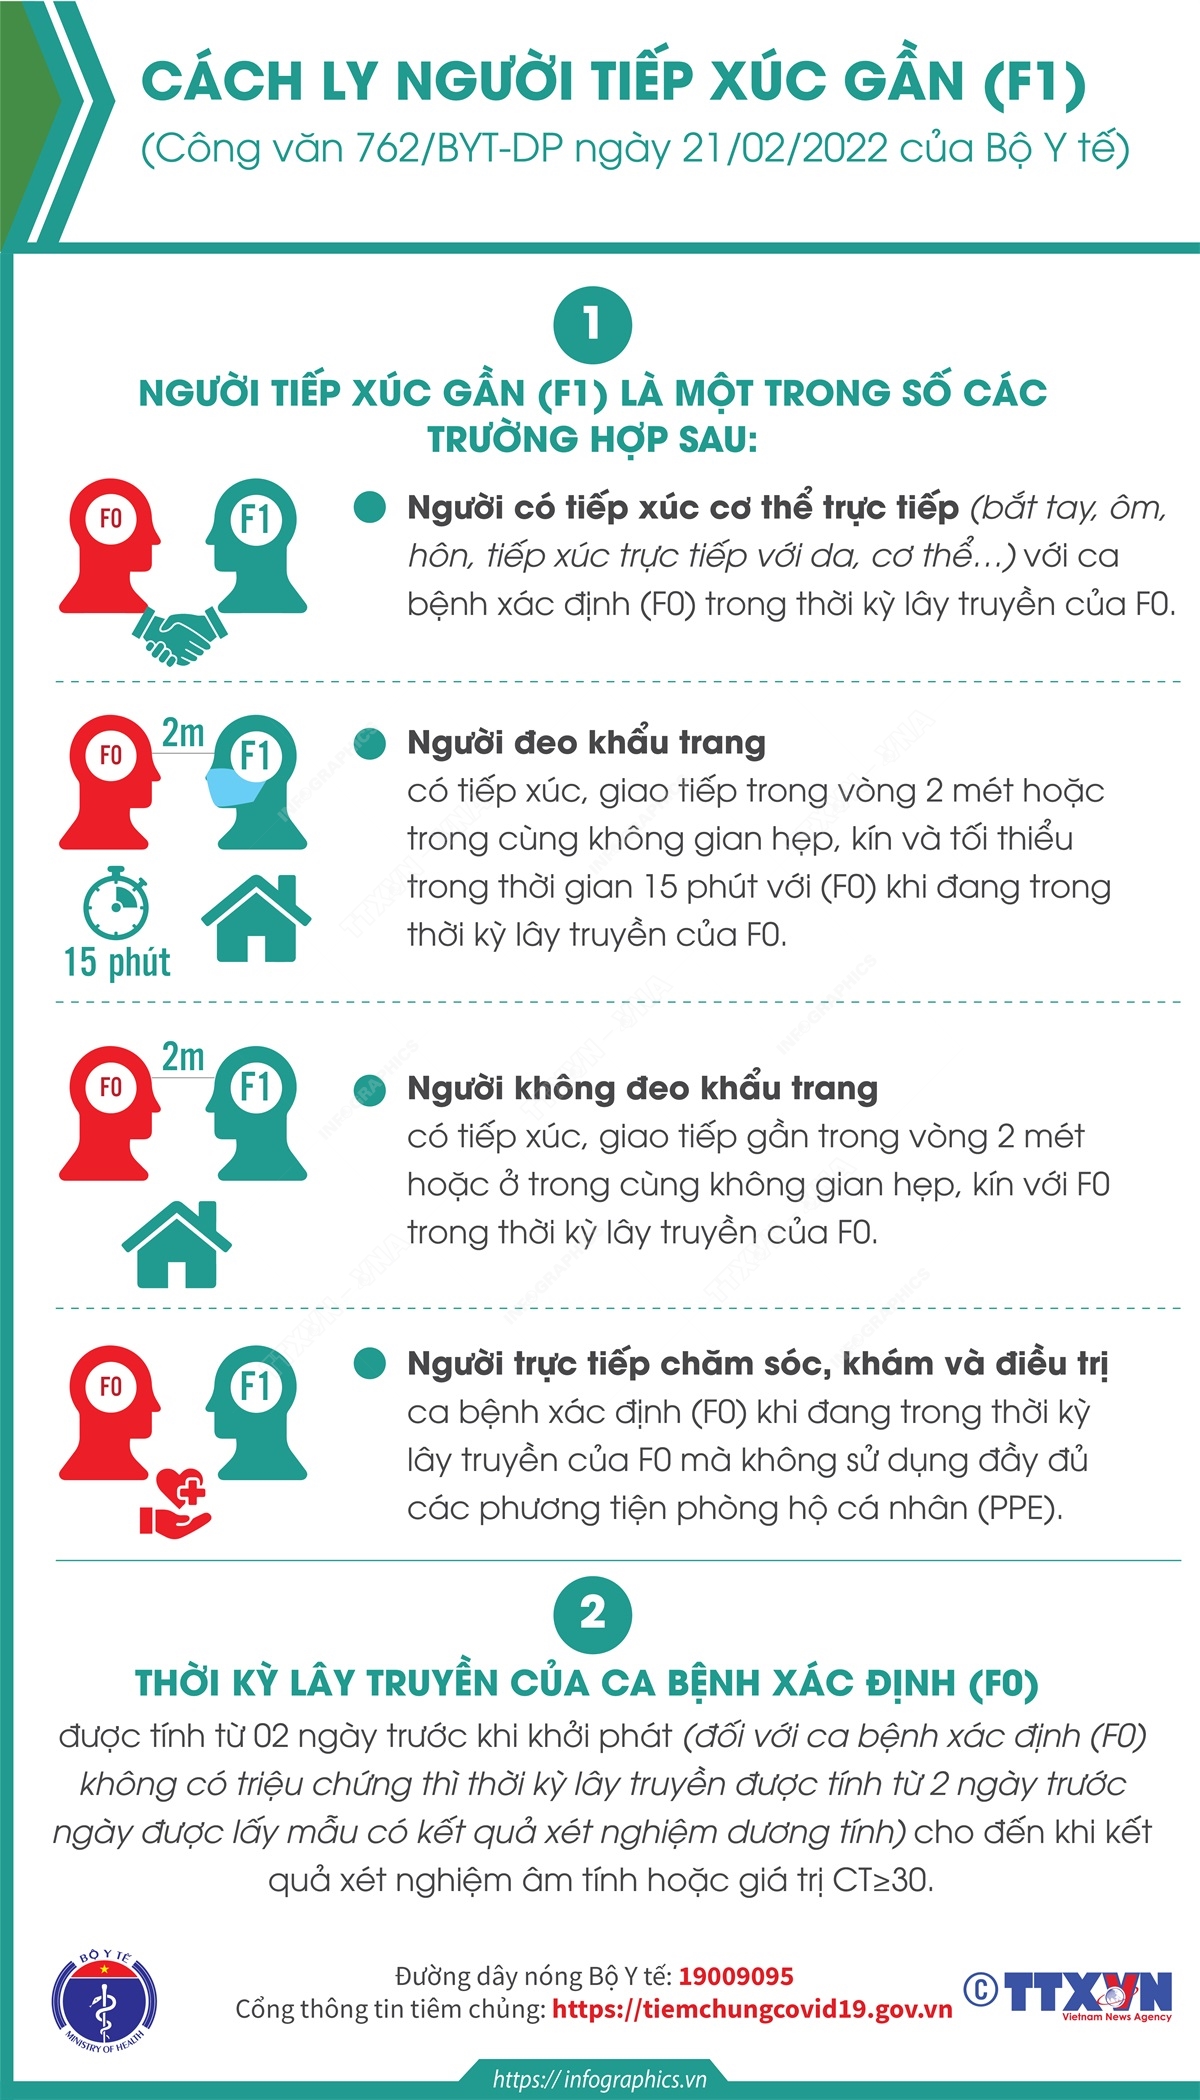 CÁCH LY NGƯỜI TIẾP XÚC GẦN (F1)
(Công văn 762/BYT-DP ngày 21/02/2022 của Bộ Y tế)
1
NGƯỜI TIẾP XÚC GẦN (F1) LÀ MỘT TRONG SỐ CÁC
TRƯỜNG HỢP SAU:
F0
F1
Người có tiếp xúc cơ thể trực tiếp (bắt tay, ôm,
hôn, tiếp xúc trực tiếp với da, cơ thể...) với ca
bệnh xác định (F0) trong thời kỳ lây truyền của F0.
F0
2m
F1
15 phút
Người đeo khẩu trang
có tiếp xúc, giao tiếp trong vòng 2 mét hoặc
trong cùng không gian hẹp, kín và tối thiểu
trong thời gian 15 phút với (F0) khi đang trong
thời kỳ lây truyền của F0.
F0
2m
F1
Người không đeo khẩu trang
có tiếp xúc, giao tiếp gần trong vòng 2 mét
hoặc ở trong cùng không gian hẹp, kín với F0
trong thời kỳ lây truyền của F0.
F0
F1
Người trực tiếp chăm sóc, khám và điều trị
ca bệnh xác định (F0) khi đang trong thời kỳ
lây truyền của F0 mà không sử dụng đầy đủ
các phương tiện phòng hộ cá nhân (PPE).
2
THỜI KỲ LÂY TRUYỀN CỦA CA BỆNH XÁC ĐỊNH (F0)
được tính từ 02 ngày trước khi khởi phát (đối với ca bệnh xác định (F0)
không có triệu chứng thì thời kỳ lây truyền được tính từ 2 ngày trước
ngày được lấy mẫu có kết quả xét nghiệm dương tính) cho đến khi kết
quả xét nghiệm âm tính hoặc giá trị CT≥30.
BỘ Y TẾ
MINISTRY OF HEALTH
Đường dây nóng Bộ Y tế: 19009095
Cổng thông tin tiêm chủng: https://tiemchungcovid19.gov.vn
© TTXVN
Vietnam News Agency
https://infographics.vn